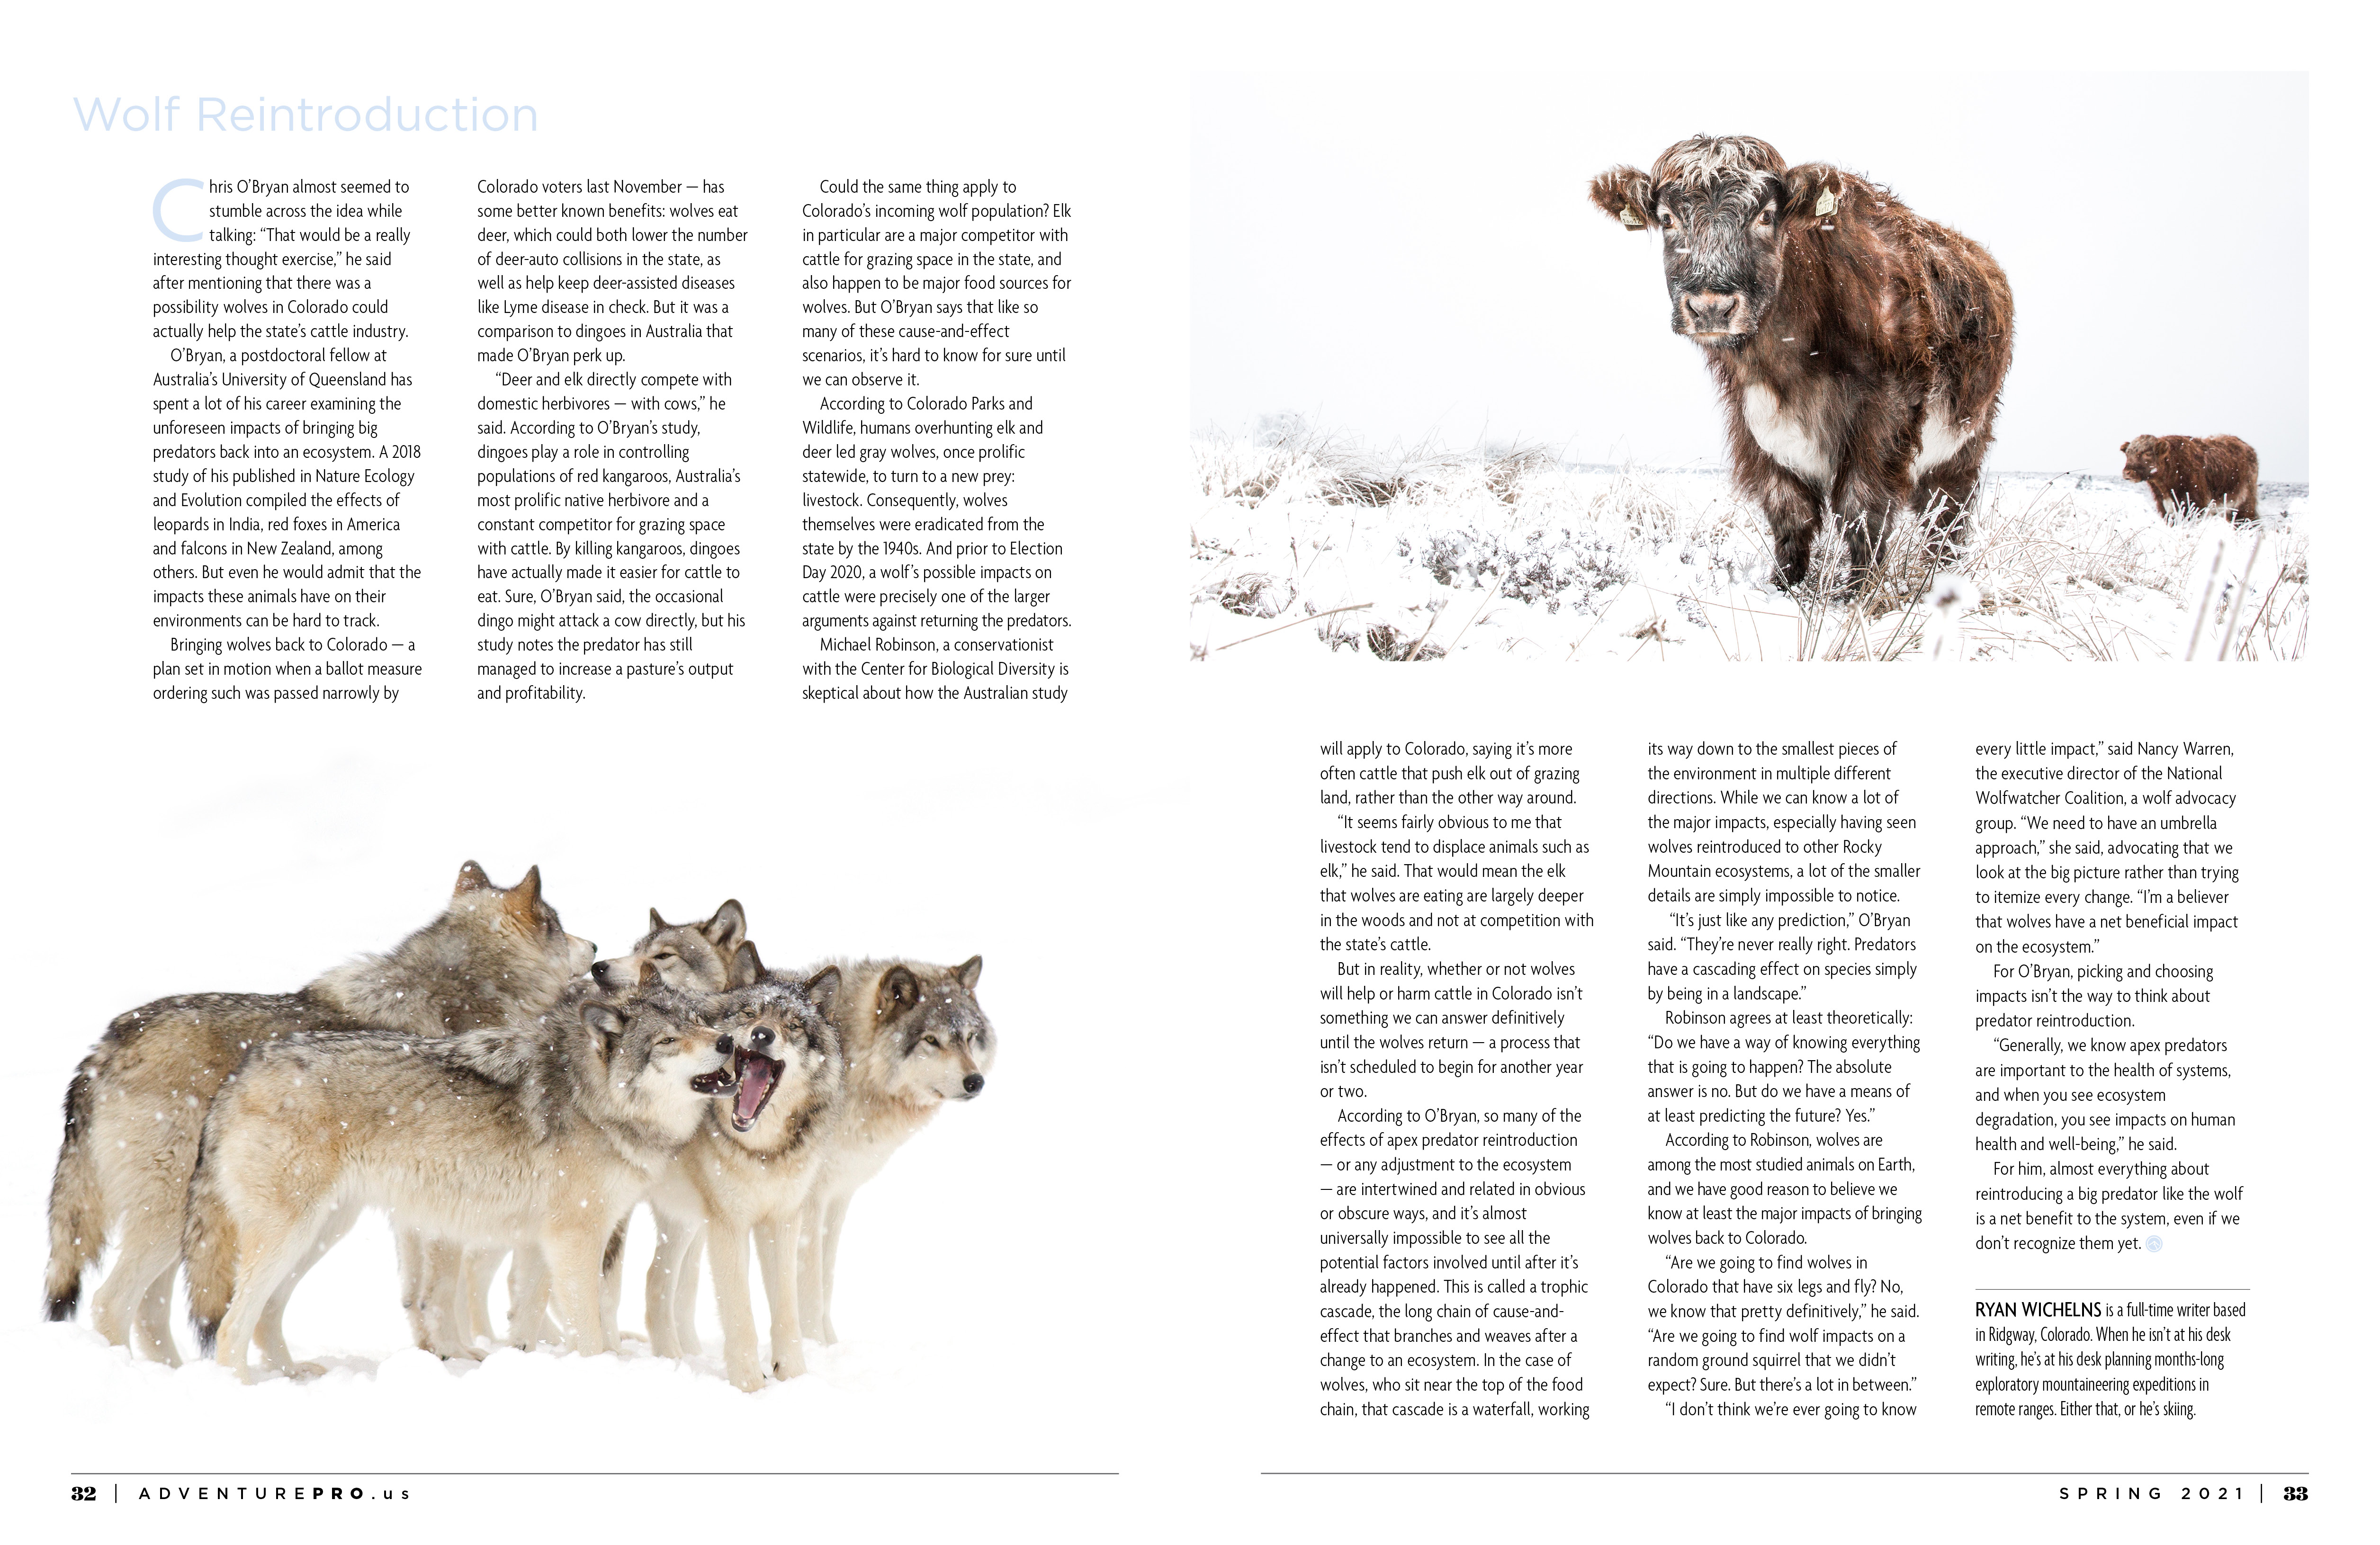 Wolf Reintroduction
Chris O’Bryan almost seemed to
stumble across the idea while
talking: “That would be a really
interesting thought exercise,” he said
after mentioning that there was a
possibility wolves in Colorado could
actually help the state’s cattle industry.
O’Bryan, a postdoctoral fellow at
Australia’s University of Queensland has
spent a lot of his career examining the
unforeseen impacts of bringing big
predators back into an ecosystem. A 2018
study of his published in Nature Ecology
and Evolution compiled the effects of
leopards in India, red foxes in America
and falcons in New Zealand, among
others. But even he would admit that the
impacts these animals have on their
environments can be hard to track.
Bringing wolves back to Colorado — a
plan set in motion when a ballot measure
ordering such was passed narrowly by
Colorado voters last November — has
some better known benefits: wolves eat
deer, which could both lower the number
of deer-auto collisions in the state, as
well as help keep deer-assisted diseases
like Lyme disease in check. But it was a
comparison to dingoes in Australia that
made O’Bryan perk up.
“Deer and elk directly compete with
domestic herbivores — with cows,” he
said. According to O’Bryan’s study,
dingoes play a role in controlling
populations of red kangaroos, Australia’s
most prolific native herbivore and a
constant competitor for grazing space
with cattle. By killing kangaroos, dingoes
have actually made it easier for cattle to
eat. Sure, O’Bryan said, the occasional
dingo might attack a cow directly, but his
study notes the predator has still
managed to increase a pasture’s output
and profitability.
Could the same thing apply to
Colorado’s incoming wolf population? Elk
in particular are a major competitor with
cattle for grazing space in the state, and
also happen to be major food sources for
wolves. But O’Bryan says that like so
many of these cause-and-effect
scenarios, it’s hard to know for sure until
we can observe it.
According to Colorado Parks and
Wildlife, humans overhunting elk and
deer led gray wolves, once prolific
statewide, to turn to a new prey:
livestock. Consequently, wolves
themselves were eradicated from the
state by the 1940s. And prior to Election
Day 2020, a wolf’s possible impacts on
cattle were precisely one of the larger
arguments against returning the predators.
Michael Robinson, a conservationist
with the Center for Biological Diversity is
skeptical about how the Australian study
will apply to Colorado, saying it’s more
often cattle that push elk out of grazing
land, rather than the other way around.
“It seems fairly obvious to me that
livestock tend to displace animals such as
elk,” he said. That would mean the elk
that wolves are eating are largely deeper
in the woods and not at competition with
the state’s cattle.
But in reality, whether or not wolves
will help or harm cattle in Colorado isn’t
something we can answer definitively
until the wolves return — a process that
isn’t scheduled to begin for another year
or two.
According to O’Bryan, so many of the
effects of apex predator reintroduction
— or any adjustment to the ecosystem
— are intertwined and related in obvious
or obscure ways, and it’s almost
universally impossible to see all the
potential factors involved until after it’s
already happened. This is called a trophic
cascade, the long chain of cause-and-
effect that branches and weaves after a
change to an ecosystem. In the case of
wolves, who sit near the top of the food
chain, that cascade is a waterfall, working
its way down to the smallest pieces of
the environment in multiple different
directions. While we can know a lot of
the major impacts, especially having seen
wolves reintroduced to other Rocky
Mountain ecosystems, a lot of the smaller
details are simply impossible to notice.
“It’s just like any prediction,” O’Bryan
said. “They’re never really right. Predators
have a cascading effect on species simply
by being in a landscape.”
Robinson agrees at least theoretically:
“Do we have a way of knowing everything
that is going to happen? The absolute
answer is no. But do we have a means of
at least predicting the future? Yes.”
According to Robinson, wolves are
among the most studied animals on Earth,
and we have good reason to believe we
know at least the major impacts of bringing
wolves back to Colorado.
“Are we going to find wolves in
Colorado that have six legs and fly? No,
we know that pretty definitively,” he said.
“Are we going to find wolf impacts on a
random ground squirrel that we didn’t
expect? Sure. But there’s a lot in between.”
“I don’t think we’re ever going to know
every little impact,” said Nancy Warren,
the executive director of the National
Wolfwatcher Coalition, a wolf advocacy
group. “We need to have an umbrella
approach,” she said, advocating that we
look at the big picture rather than trying
to itemize every change. “I’m a believer
that wolves have a net beneficial impact
on the ecosystem.”
For O’Bryan, picking and choosing
impacts isn’t the way to think about
predator reintroduction.
“Generally, we know apex predators
are important to the health of systems,
and when you see ecosystem
degradation, you see impacts on human
health and well-being,” he said.
For him, almost everything about
reintroducing a big predator like the wolf
is a net benefit to the system, even if we
don’t recognize them yet.
RYAN WICHELNS is a full-time writer based
in Ridgway, Colorado. When he isn’t at his desk
writing, he’s at his desk planning months-long
exploratory mountaineering expeditions in
remote ranges. Either that, or he’s skiing.
32 | ADVENTUREPRO.us
SPRING 2021 | 33